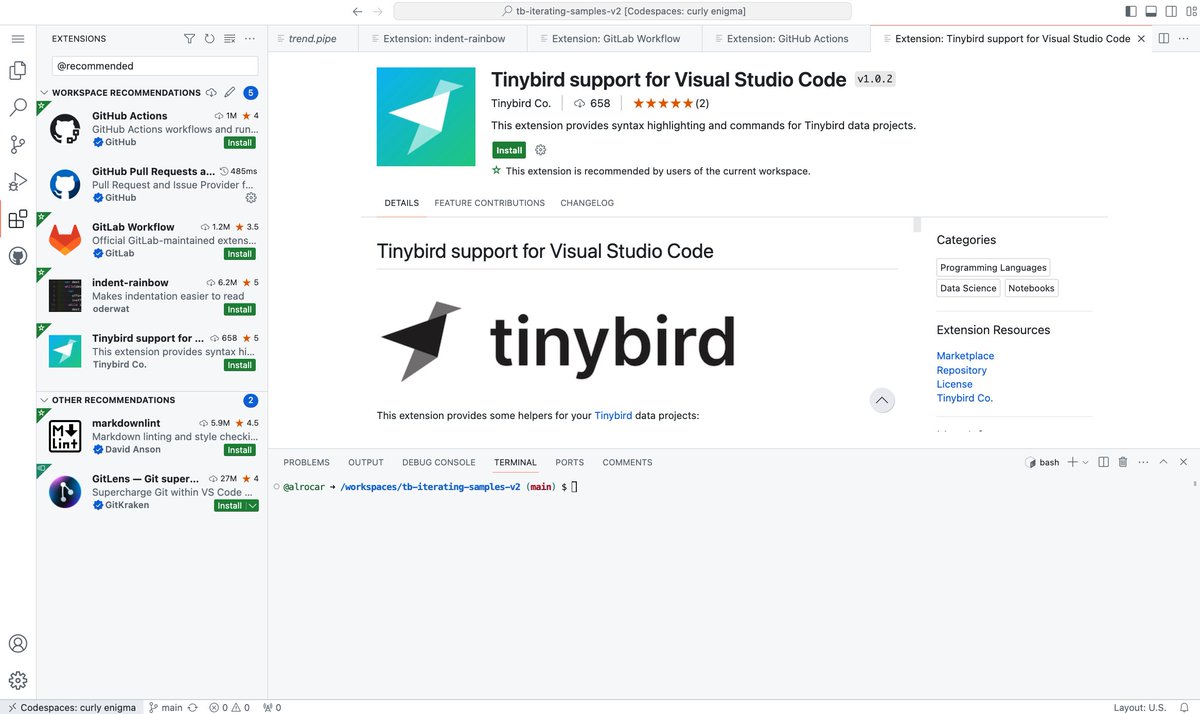 tb-iterating-samples-v2 [Codespaces: curly enigma]
EXTENSIONS
@recommended
WORKSPACE RECOMMENDATIONS 5
GitHub Actions 1M 4
GitHub Actions workflows and run...
GitHub Install
GitHub Pull Requests a... 485ms
Pull Request and Issue Provider f...
GitHub
GitLab Workflow 1.2M 3.5
Official GitLab-maintained extens...
GitLab Install
indent-rainbow 6.2M 5
Makes indentation easier to read
oderwat Install
Tinybird support for ... 658 5
This extension provides syntax hi...
Tinybird Co. Install
OTHER RECOMMENDATIONS 2
markdownlint 5.9M 4.5
Markdown linting and style checki...
David Anson Install
GitLens — Git super... 27M 4
Supercharge Git within VS Code ...
GitKraken Install
trend.pipe
Extension: indent-rainbow
Extension: GitLab Workflow
Extension: GitHub Actions
Extension: Tinybird support for Visual Studio Code
Tinybird support for Visual Studio Code v1.0.2
Tinybird Co. 658 ★★★★★(2)
This extension provides syntax highlighting and commands for Tinybird data projects.
Install
This extension is recommended by users of the current workspace.
DETAILS FEATURE CONTRIBUTIONS CHANGELOG
Tinybird support for Visual Studio Code
tinybird
This extension provides some helpers for your Tinybird data projects:
Categories
Programming Languages
Data Science Notebooks
Extension Resources
Marketplace
Repository
License
Tinybird Co.
PROBLEMS OUTPUT DEBUG CONSOLE TERMINAL PORTS COMMENTS
bash
@alrocar → /workspaces/tb-iterating-samples-v2 (main) $
Codespaces: curly enigma main 0 0 0
Layout: U.S.